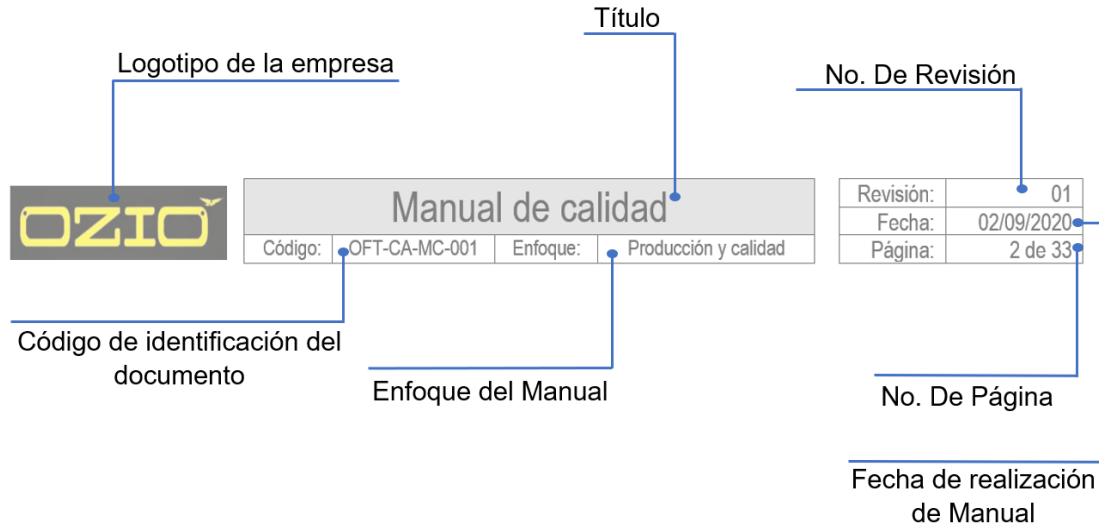 Título
Logotipo de la empresa
No. De Revisión
OZIO
Manual de calidad
Código: OFT-CA-MC-001 Enfoque: Producción y calidad
Revisión: 01
Fecha: 02/09/2020
Página: 2 de 33
Código de identificación del
documento
Enfoque del Manual
No. De Página
Fecha de realización
de Manual